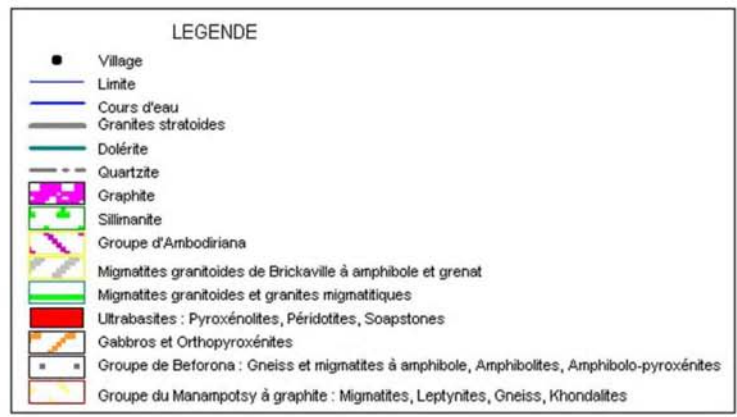 LEGENDE
Village
Limite
Cours d'eau
Granites stratoides
Dolérite
Quartzite
Graphite
Sillimanite
Groupe d'Ambodiriana
Migmatites granitoides de Brickaville à amphibole et grenat
Migmatites granitoides et granites migmatitiques
Ultrabasites : Pyroxénolites, Péridotites, Soapstones
Gabbros et Orthopyroxénites
Groupe de Beforona : Gneiss et migmatites à amphibole, Amphibolites, Amphibolo-pyroxénites
Groupe du Manampotsy à graphite : Migmatites, Leptynites, Gneiss, Khondalites